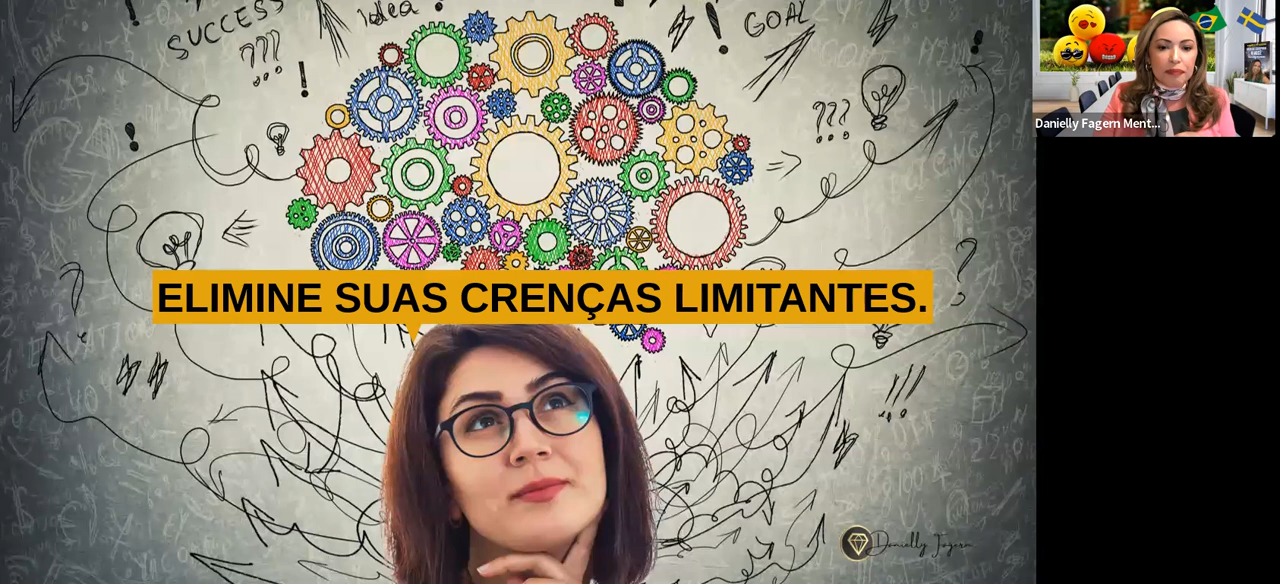 SUCCESS
idea
GOAL
???
!
???
ELIMINE SUAS CRENÇAS LIMITANTES.
?
!!!
Danielly Fagern
Danielly Fagern Ment...